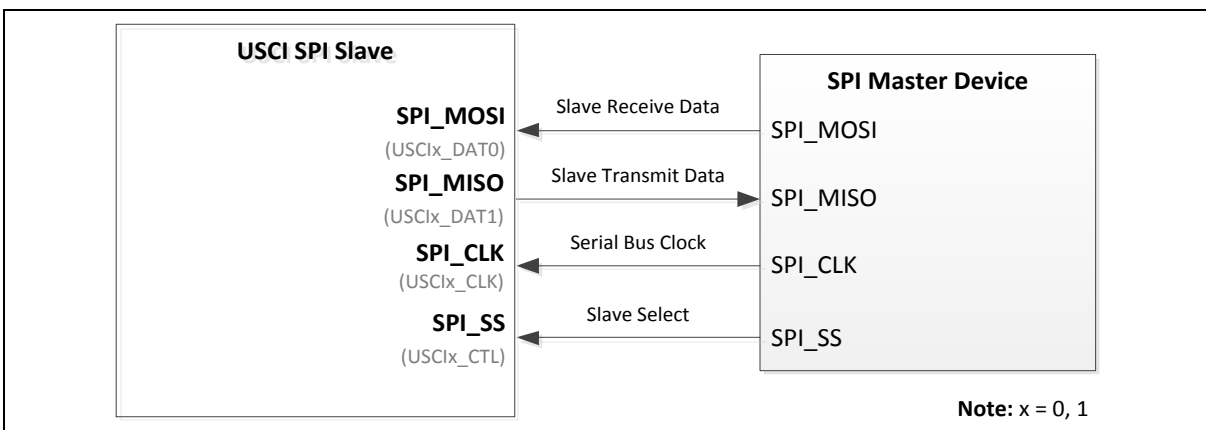 USCI SPI Slave
SPI_MOSI
(USCIx_DAT0)
SPI_MISO
(USCIx_DAT1)
SPI_CLK
(USCIx_CLK)
SPI_SS
(USCIx_CTL)
Slave Receive Data
Slave Transmit Data
Serial Bus Clock
Slave Select
SPI Master Device
SPI_MOSI
SPI_MISO
SPI_CLK
SPI_SS
Note: x = 0, 1